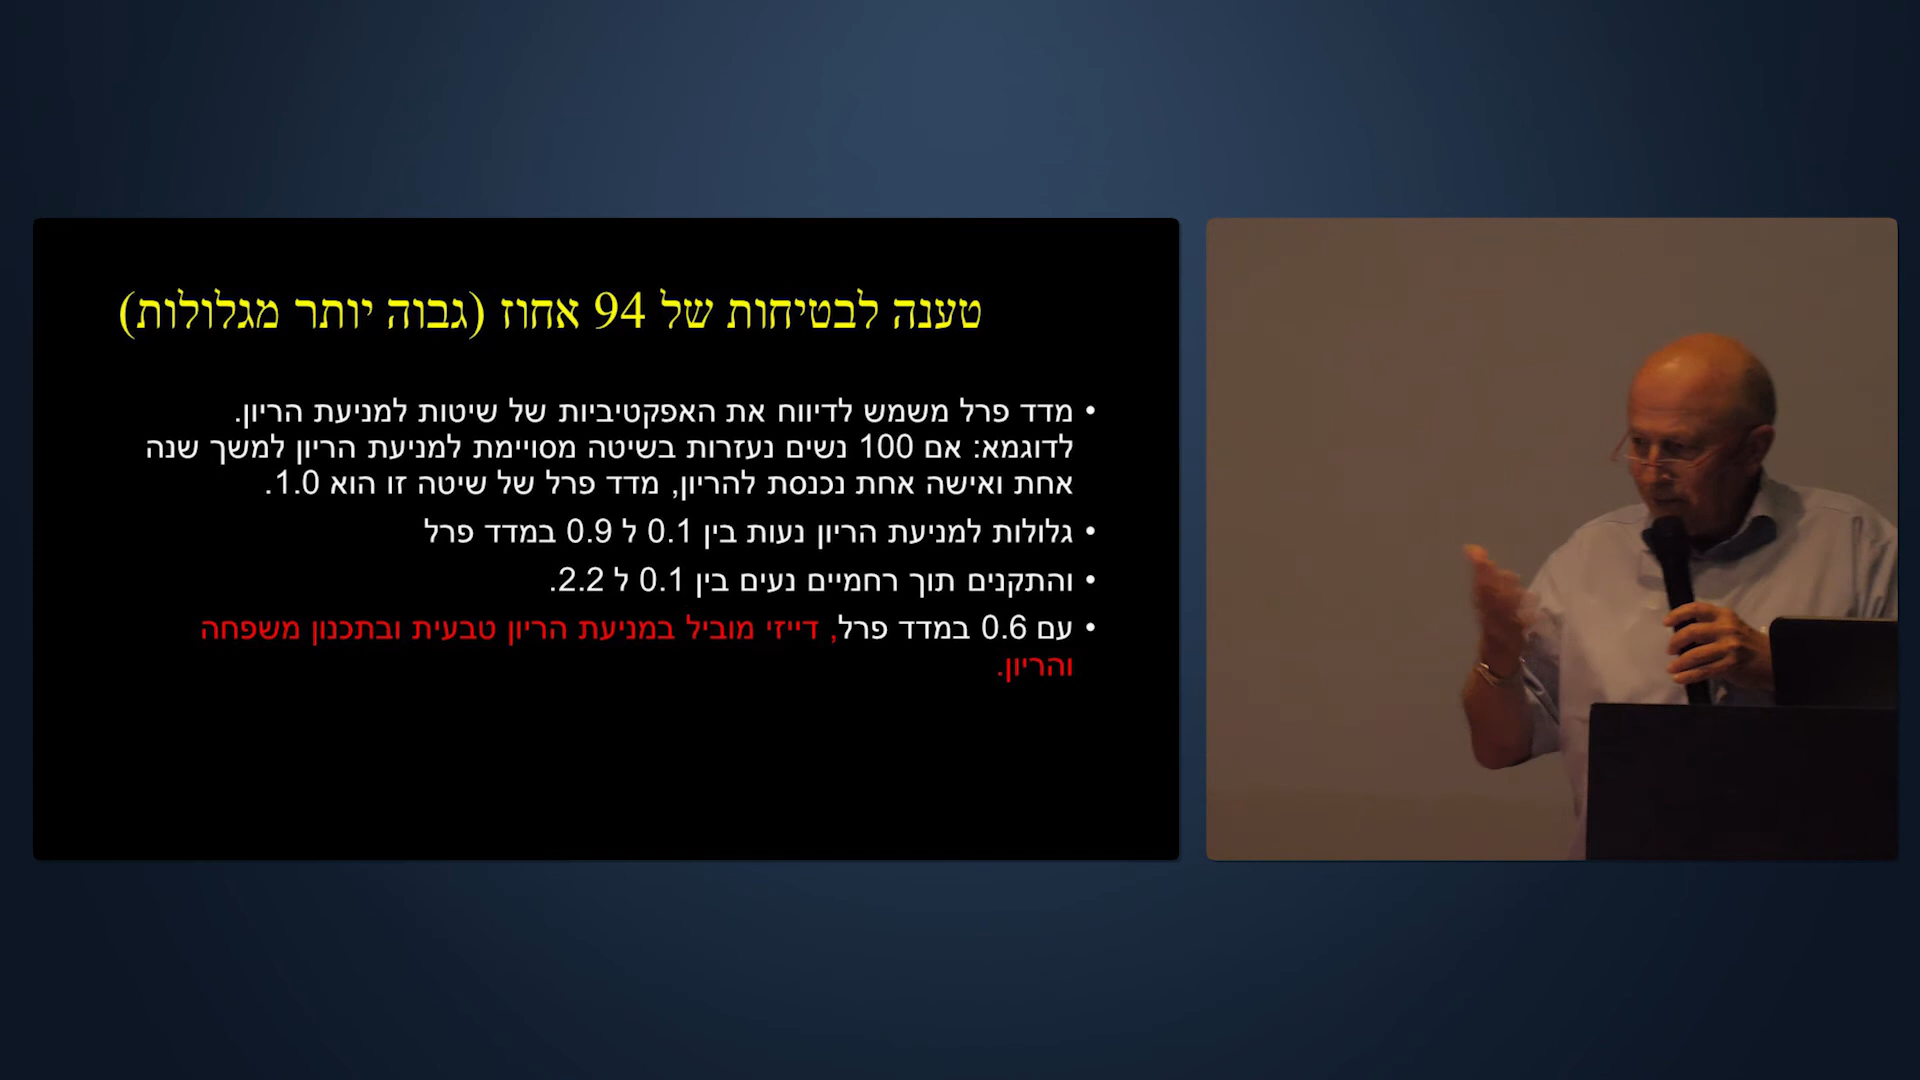 טענה לבטיחות של 94 אחוז (גבוה יותר מגלולות)
• מדד פרל משמש לדיווח את האפקטיביות של שיטות למניעת הריון.
לדוגמא: אם 100 נשים נעזרות בשיטה מסויימת למניעת הריון למשך שנה
אחת ואישה אחת נכנסת להריון, מדד פרל של שיטה זו הוא 1.0.
• גלולות למניעת הריון נעות בין 0.1 ל 0.9 במדד פרל
• והתקנים תוך רחמיים נעים בין 0.1 ל 2.2.
• עם 0.6 במדד פרל, דייזי מוביל במניעת הריון טבעית ובתכנון משפחה
והריון.